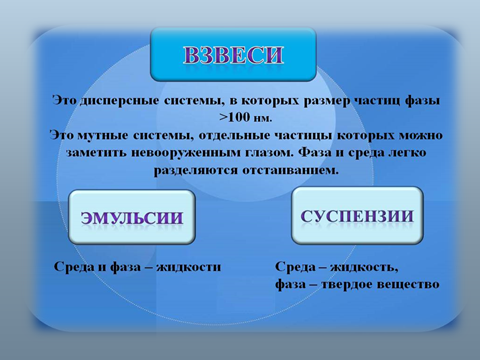 ВЗВЕСИ
Это дисперсные системы, в которых размер частиц фазы
>100 нм.
Это мутные системы, отдельные частицы которых можно
заметить невооруженным глазом. Фаза и среда легко
разделяются отстаиванием.
ЭМУЛЬСИИ
СУСПЕНЗИИ
Среда и фаза – жидкости
Среда – жидкость,
фаза – твердое вещество